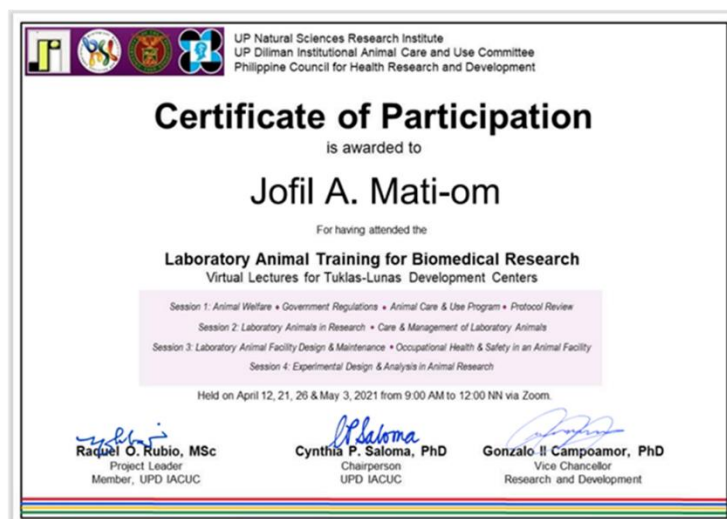 UP Natural Sciences Research Institute
UP Diliman Institutional Animal Care and Use Committee
Philippine Council for Health Research and Development
Certificate of Participation
is awarded to
Jofil A. Mati-om
For having attended the
Laboratory Animal Training for Biomedical Research
Virtual Lectures for Tuklas-Lunas Development Centers
Session 1: Animal Welfare • Government Regulations • Animal Care & Use Program • Protocol Review
Session 2: Laboratory Animals in Research • Care & Management of Laboratory Animals
Session 3: Laboratory Animal Facility Design & Maintenance • Occupational Health & Safety in an Animal Facility
Session 4: Experimental Design & Analysis in Animal Research
Held on April 12, 21, 26 & May 3, 2021 from 9:00 AM to 12:00 NN via Zoom.
Raquel O. Rubio, MSc
Project Leader
Member, UPD IACUC
CP Saloma
Cynthia P. Saloma, PhD
Chairperson
UPD IACUC
Gonzalo II Campoamor, PhD
Vice Chancellor
Research and Development